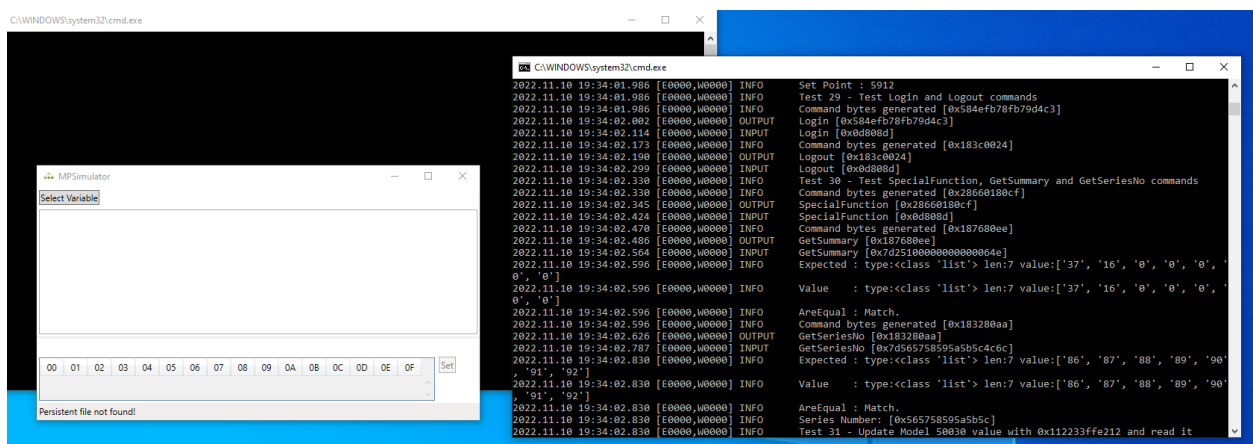 C:\WINDOWS\system32\cmd.exe
MPSimulator
Select Variable
00 01 02 03 04 05 06 07 08 09 0A 0B 0C 0D 0E 0F Set
Persistent file not found!
C:\WINDOWS\system32\cmd.exe
2022.11.10 19:34:01.986 [E0000,W0000] INFO Set Point : 5912
2022.11.10 19:34:01.986 [E0000,W0000] INFO Test 29 - Test Login and Logout commands
2022.11.10 19:34:01.986 [E0000,W0000] INFO Command bytes generated [0x584efb78fb79d4c3]
2022.11.10 19:34:02.002 [E0000,W0000] OUTPUT Login [0x584efb78fb79d4c3]
2022.11.10 19:34:02.114 [E0000,W0000] INPUT Login [0x0d808d]
2022.11.10 19:34:02.173 [E0000,W0000] INFO Command bytes generated [0x183c0024]
2022.11.10 19:34:02.190 [E0000,W0000] OUTPUT Logout [0x183c0024]
2022.11.10 19:34:02.299 [E0000,W0000] INPUT Logout [0x0d808d]
2022.11.10 19:34:02.330 [E0000,W0000] INFO Test 30 - Test SpecialFunction, GetSummary and GetSeriesNo commands
2022.11.10 19:34:02.330 [E0000,W0000] INFO Command bytes generated [0x28660180cf]
2022.11.10 19:34:02.345 [E0000,W0000] OUTPUT SpecialFunction [0x28660180cf]
2022.11.10 19:34:02.424 [E0000,W0000] INPUT SpecialFunction [0x0d808d]
2022.11.10 19:34:02.470 [E0000,W0000] INFO Command bytes generated [0x187680ee]
2022.11.10 19:34:02.486 [E0000,W0000] OUTPUT GetSummary [0x187680ee]
2022.11.10 19:34:02.564 [E0000,W0000] INPUT GetSummary [0x7d25100000000000064e]
2022.11.10 19:34:02.596 [E0000,W0000] INFO Expected : type:<class 'list'> len:7 value:['37', '16', '0', '0', '0', '
0', '0']
2022.11.10 19:34:02.596 [E0000,W0000] INFO Value : type:<class 'list'> len:7 value:['37', '16', '0', '0', '0', '
0', '0']
2022.11.10 19:34:02.596 [E0000,W0000] INFO AreEqual : Match.
2022.11.10 19:34:02.596 [E0000,W0000] INFO Command bytes generated [0x183280aa]
2022.11.10 19:34:02.626 [E0000,W0000] OUTPUT GetSeriesNo [0x183280aa]
2022.11.10 19:34:02.787 [E0000,W0000] INPUT GetSeriesNo [0x7d565758595a5b5c4c6c]
2022.11.10 19:34:02.830 [E0000,W0000] INFO Expected : type:<class 'list'> len:7 value:['86', '87', '88', '89', '90'
, '91', '92']
2022.11.10 19:34:02.830 [E0000,W0000] INFO Value : type:<class 'list'> len:7 value:['86', '87', '88', '89', '90'
, '91', '92']
2022.11.10 19:34:02.830 [E0000,W0000] INFO AreEqual : Match.
2022.11.10 19:34:02.830 [E0000,W0000] INFO Series Number: [0x565758595a5b5c]
2022.11.10 19:34:02.830 [E0000,W0000] INFO Test 31 - Update Model 50030 value with 0x112233ffe212 and read it